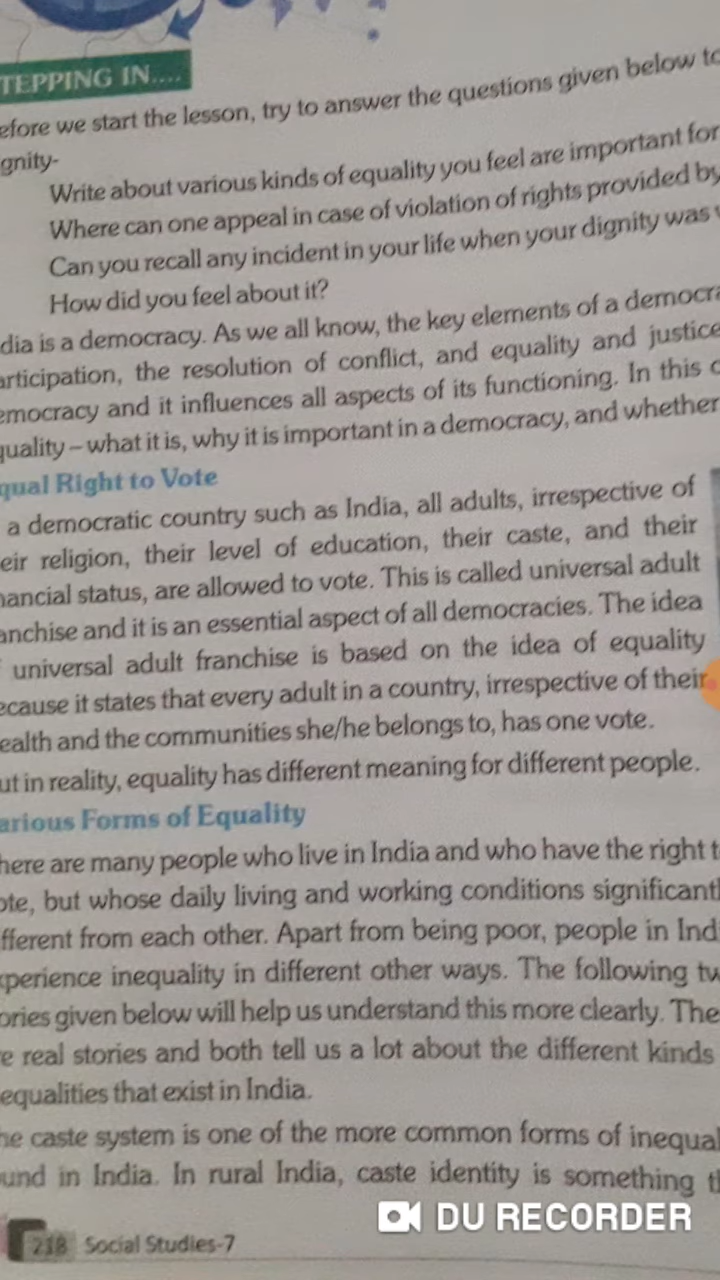 TEPPING IN....
efore we start the lesson, try to answer the questions given below to
gnity-
Write about various kinds of equality you feel are important for
Where can one appeal in case of violation of rights provided by
Can you recall any incident in your life when your dignity was
How did you feel about it?
dia is a democracy. As we all know, the key elements of a democra
articipation, the resolution of conflict, and equality and justice
emocracy and it influences all aspects of its functioning. In this c
quality – what it is, why it is important in a democracy, and whether
qual Right to Vote
a democratic country such as India, all adults, irrespective of
eir religion, their level of education, their caste, and their
nancial status, are allowed to vote. This is called universal adult
anchise and it is an essential aspect of all democracies. The idea
universal adult franchise is based on the idea of equality
ecause it states that every adult in a country, irrespective of their
ealth and the communities she/he belongs to, has one vote.
ut in reality, equality has different meaning for different people.
arious Forms of Equality
here are many people who live in India and who have the right t
ote, but whose daily living and working conditions significantl
fferent from each other. Apart from being poor, people in Ind
xperience inequality in different other ways. The following tw
ories given below will help us understand this more clearly. The
re real stories and both tell us a lot about the different kinds
equalities that exist in India.
he caste system is one of the more common forms of inequal
und in India. In rural India, caste identity is something th
DU RECORDER
218 Social Studies-7